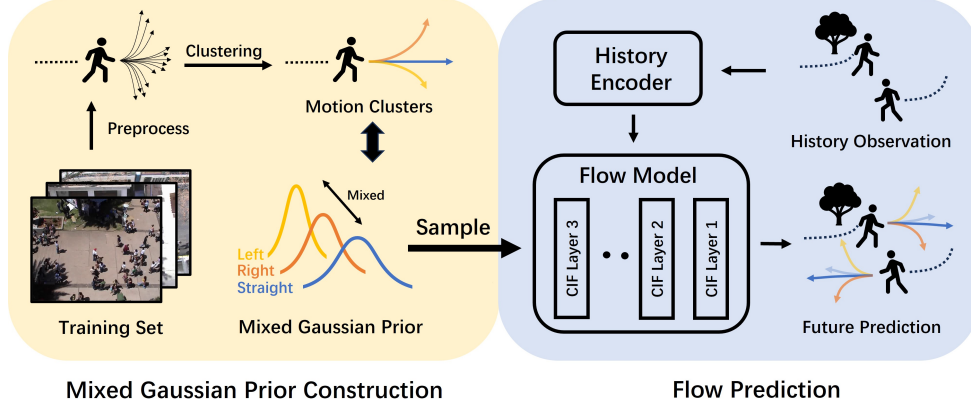 Clustering
Preprocess
Motion Clusters
Mixed
Left
Right
Straight
Training Set
Mixed Gaussian Prior
Sample
History
Encoder
History Observation
Flow Model
CIF Layer 3
CIF Layer 2
CIF Layer 1
Future Prediction
Mixed Gaussian Prior Construction
Flow Prediction